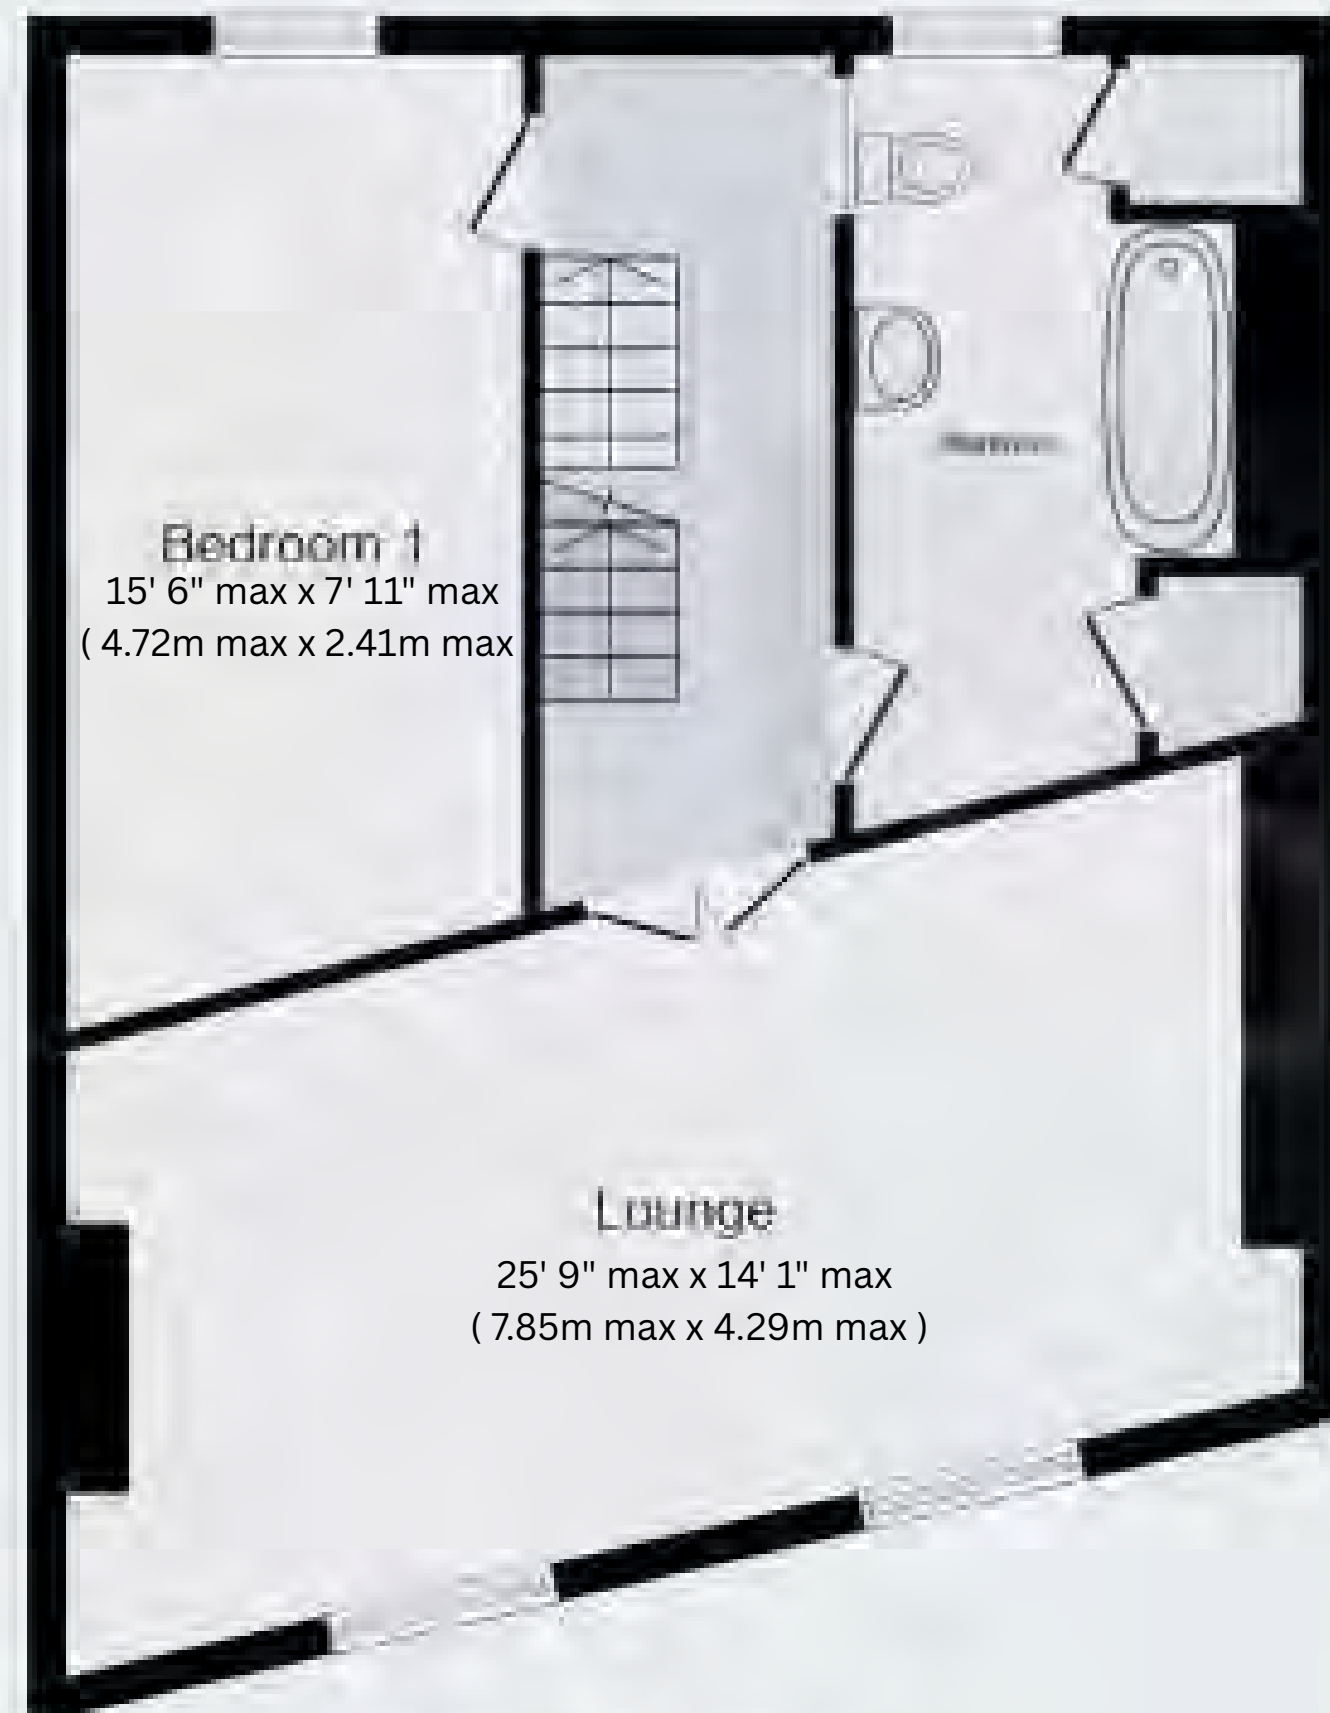 Bedroom 1
15' 6" max x 7' 11" max
( 4.72m max x 2.41m max
Lounge
25' 9" max x 14' 1" max
( 7.85m max x 4.29m max )